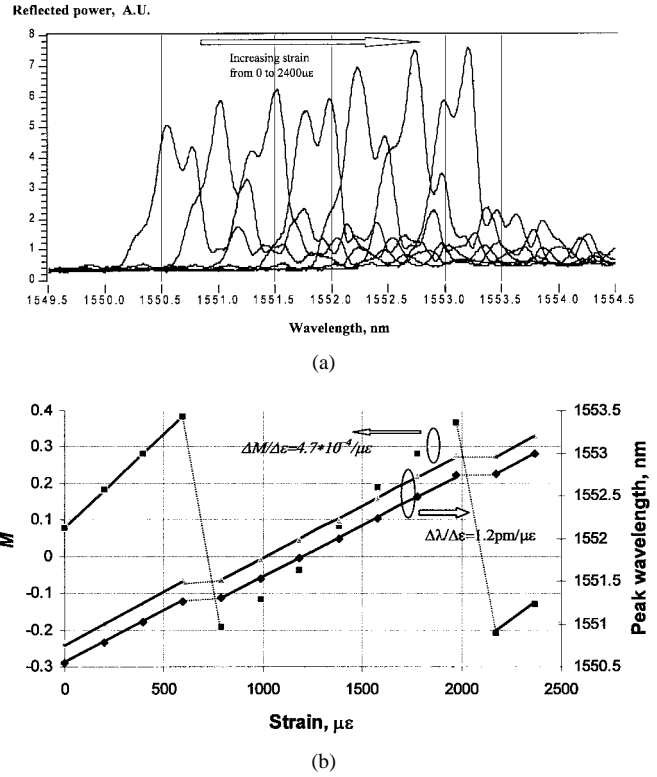 Reflected power, A.U.
8
7
6
5
4
3
2
1
0
Increasing strain
from 0 to 2400με
1549.5 1550.0 1550.5 1551.0 1551.5 1552.0 1552.5 1553.0 1553.5 1554.0 1554.5
Wavelength, nm
(a)
0.4
0.3
0.2
0.1
0
-0.1
-0.2
-0.3
M
ΔM/Δε=4.7*10⁻⁴/με
Δλ/Δε=1.2pm/με
1553.5
1553
1552.5
1552
1551.5
1551
1550.5
Peak wavelength, nm
0 500 1000 1500 2000 2500
Strain, με
(b)